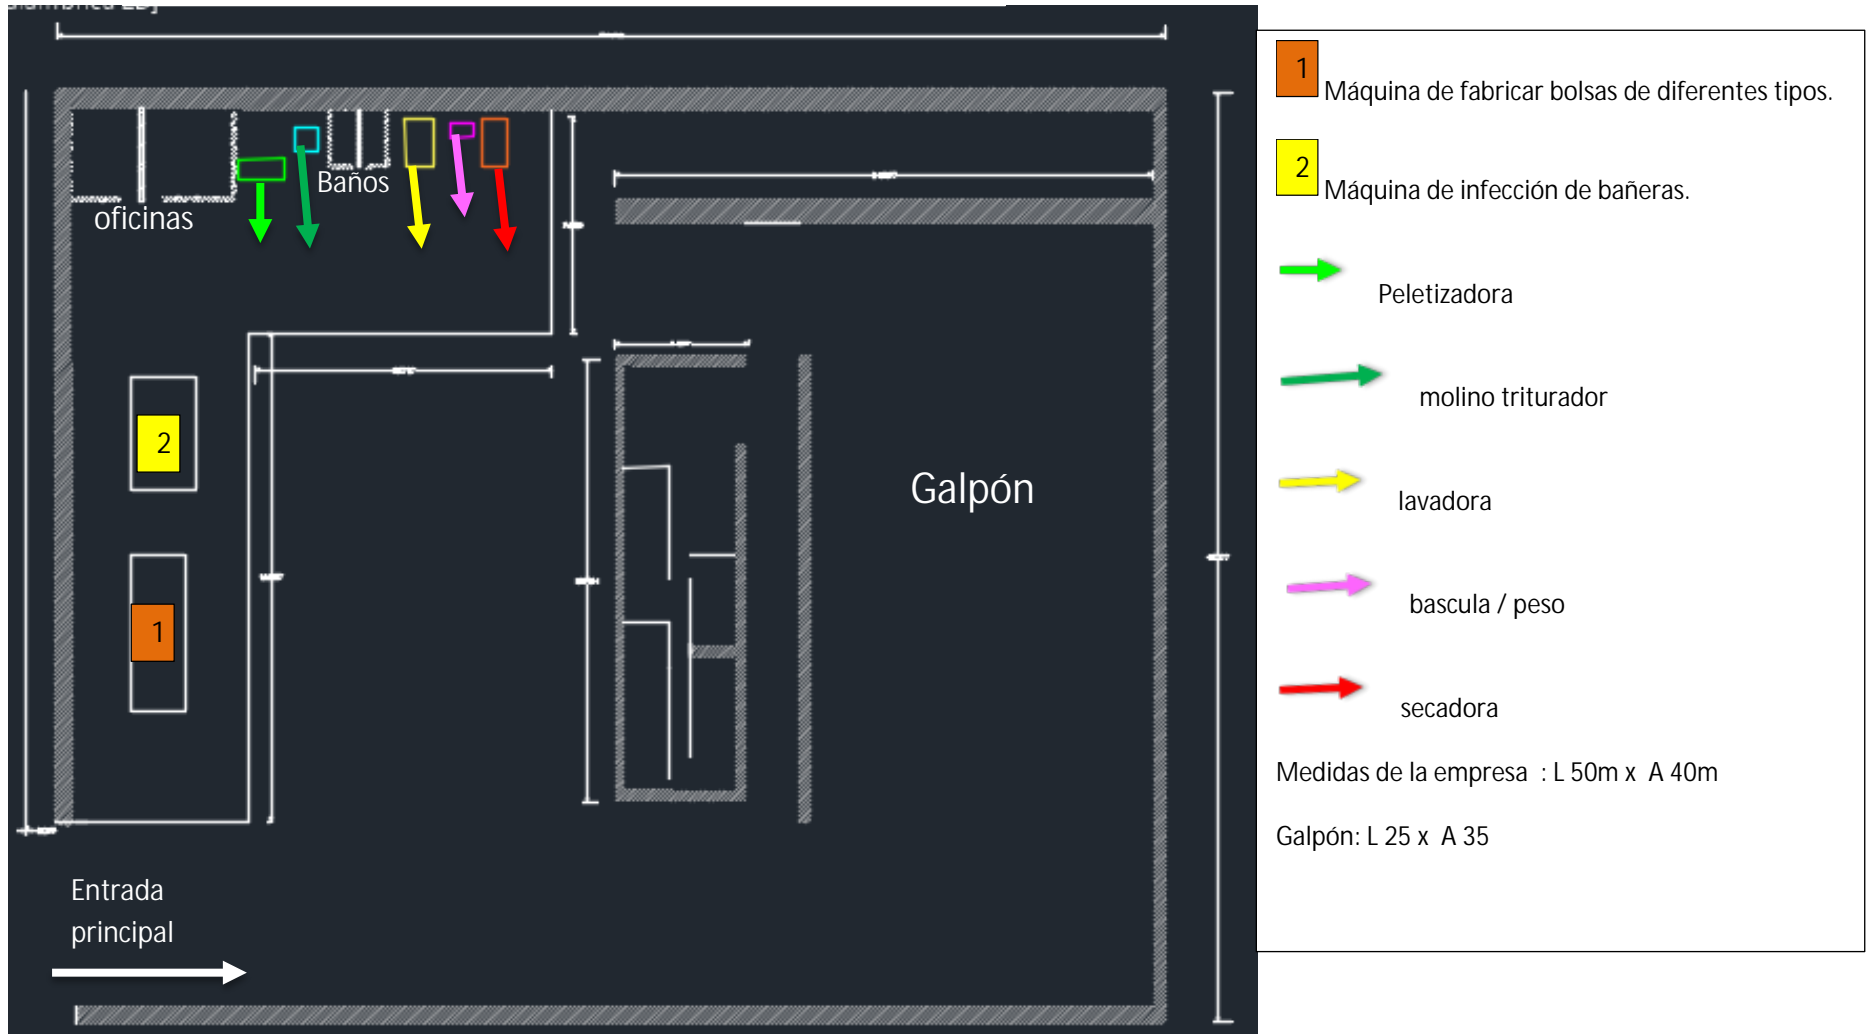 oficinas
Baños
2
1
Galpón
Entrada
principal
1
Máquina de fabricar bolsas de diferentes tipos.
2
Máquina de infección de bañeras.
Peletizadora
molino triturador
lavadora
bascula / peso
secadora
Medidas de la empresa : L 50m x A 40m
Galpón: L 25 x A 35